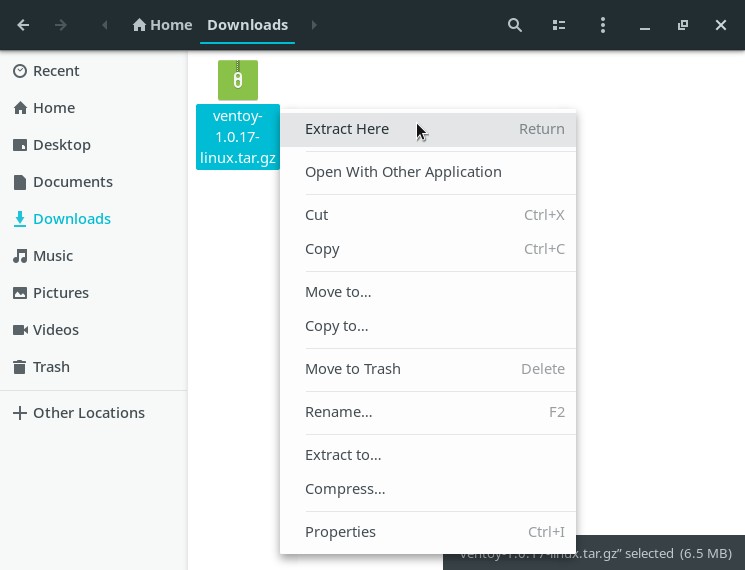 Home Downloads
Recent
Home
Desktop
Documents
Downloads
Music
Pictures
Videos
Trash
Other Locations
ventoy-
1.0.17-
linux.tar.gz
Extract Here Return
Open With Other Application
Cut Ctrl+X
Copy Ctrl+C
Move to...
Copy to...
Move to Trash Delete
Rename... F2
Extract to...
Compress...
Properties Ctrl+I
"ventoy-1.0.17-linux.tar.gz" selected (6.5 MB)